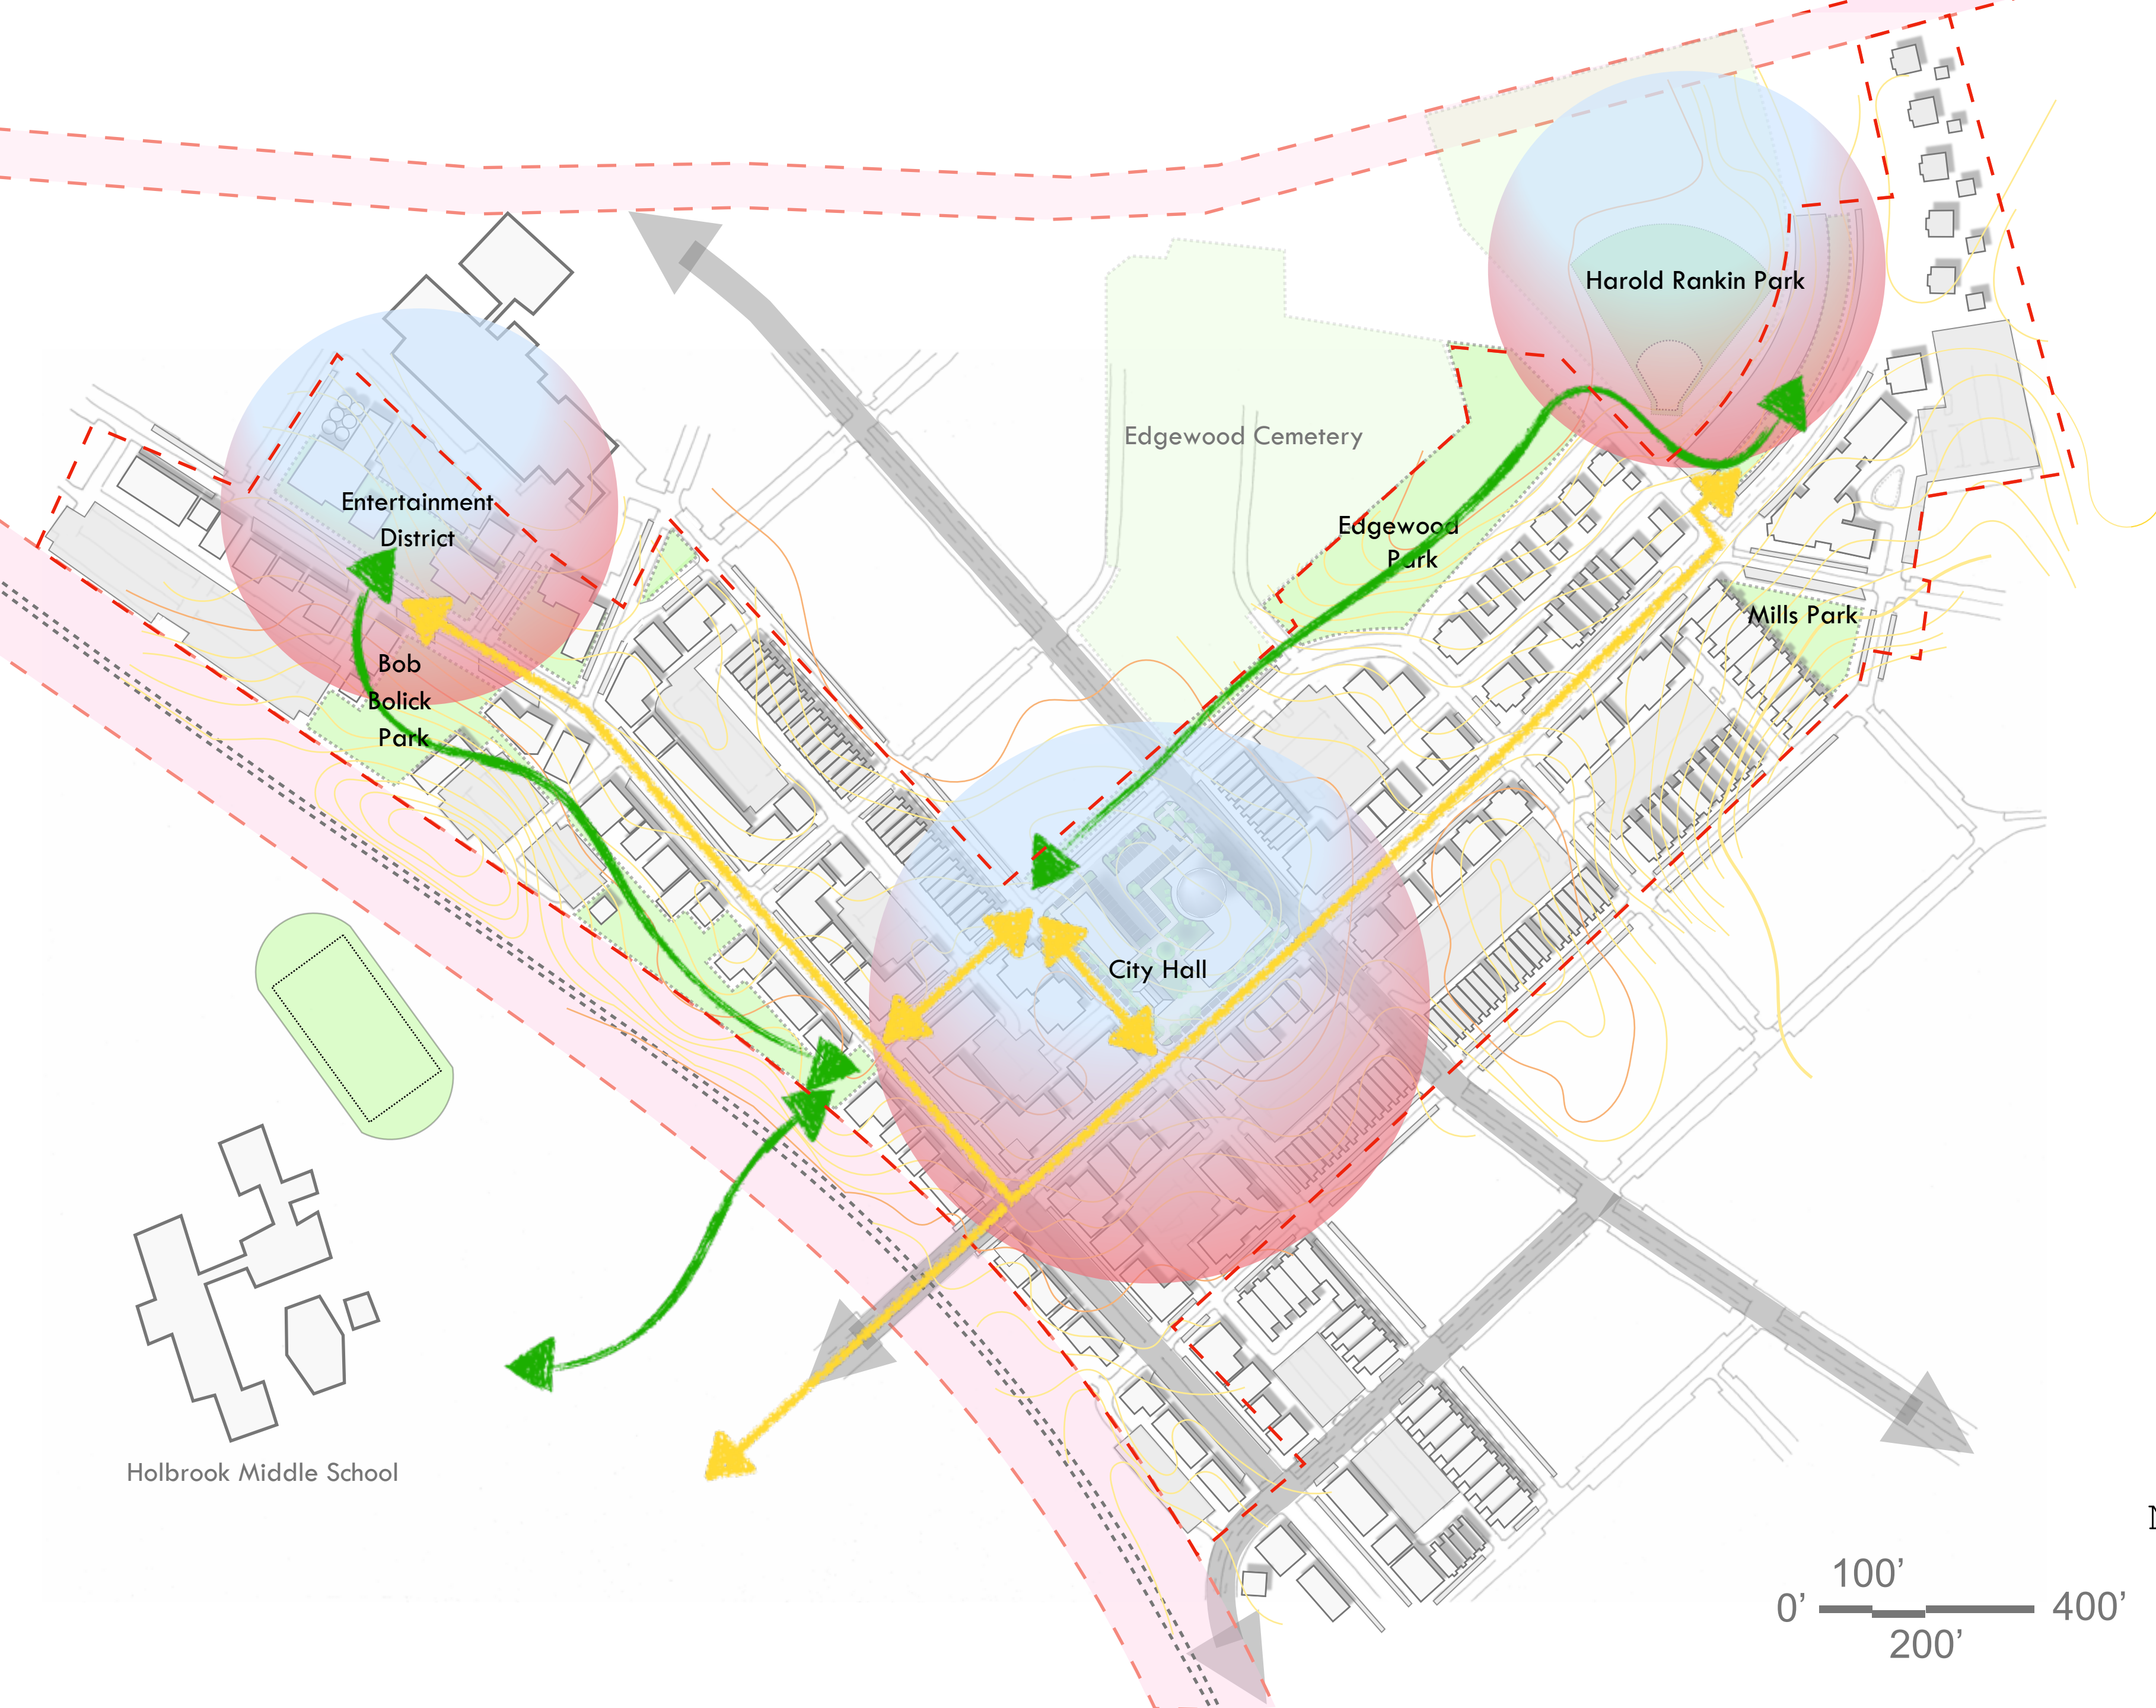 Harold Rankin Park
Edgewood Cemetery
Entertainment
District
Edgewood
Park
Mills Park
Bob
Bolick
Park
City Hall
Holbrook Middle School
N
100’
0’
400’
200’